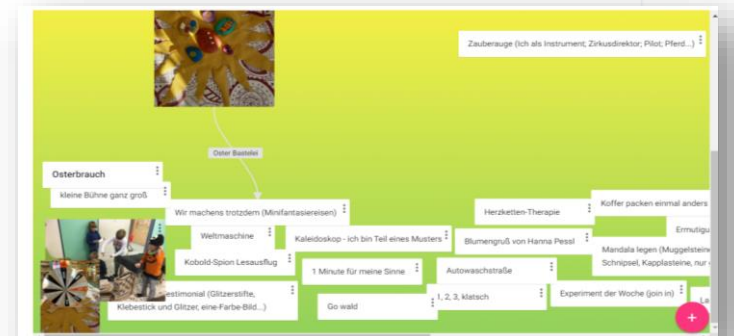 Zauberauge (Ich als Instrument; Zirkusdirektor; Pilot; Pferd...)
Oster Bastelei
Osterbrauch
kleine Bühne ganz groß
Wir machens trotzdem (Minifantasiereisen)
Herzketten-Therapie
Koffer packen einmal anders
Weltmaschine
Kaleidoskop - ich bin Teil eines Musters
Blumengruß von Hanna Pessl
Ermutigu
Mandala legen (Muggelsteine
Schnipsel, Kapplasteine, nur
Kobold-Spion Lesausflug
1 Minute für meine Sinne
Autowaschstraße
estimonial (Glitzerstifte,
Klebestick und Glitzer, eine-Farbe-Bild...)
Go wald
1, 2, 3, klatsch
Experiment der Woche (join in)
La